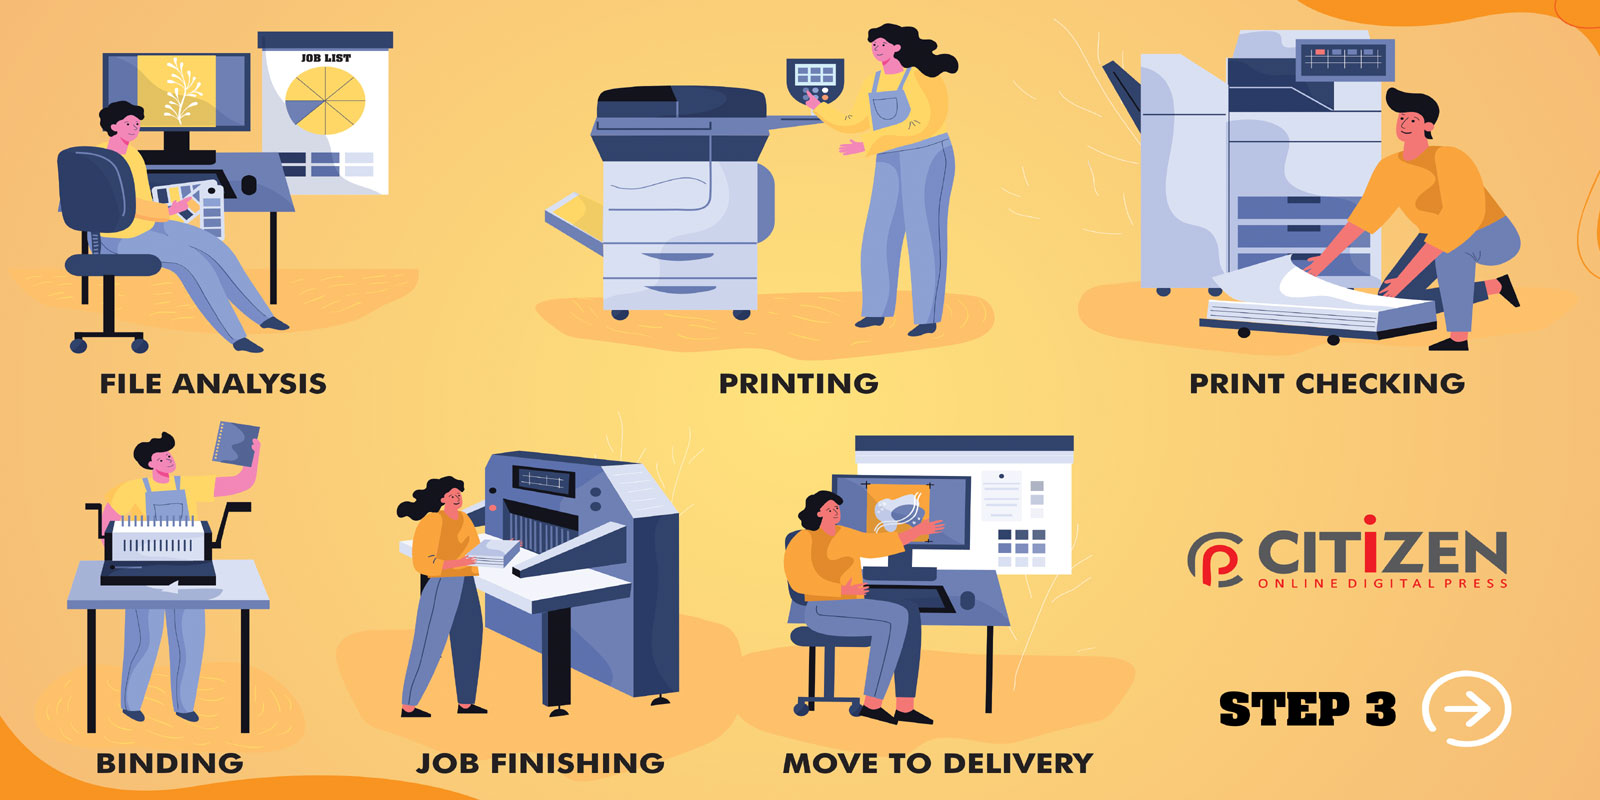 JOB LIST
FILE ANALYSIS
PRINTING
PRINT CHECKING
BINDING
JOB FINISHING
MOVE TO DELIVERY
CP CITiZEN
ONLINE DIGITAL PRESS
STEP 3